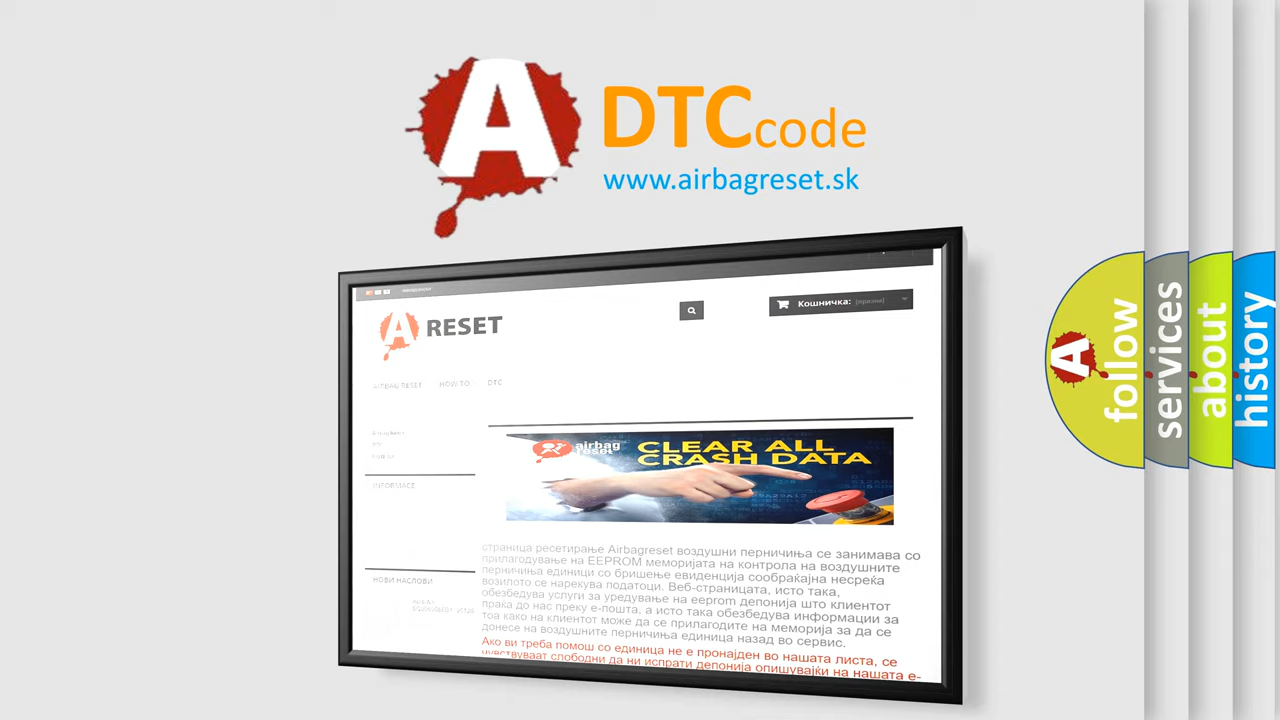 A
DTC code
www.airbagreset.sk
A RESET
Кошничка: (празни)
AIRBAG RESET HOW TO DTC
INFORMACE
airbag reset
CLEAR ALL
CRASH DATA
страница ресетирање Airbagreset воздушни перничиња се занимава со
прилагодување на EEPROM меморијата на контрола на воздушните
перничиња единици со бришење евиденција сообраќајна несреќа
возилото се нарекува податоци. Веб-страницата, исто така,
обезбедува услуги за уредување на eeprom депонија што клиентот
праќа до нас преку е-пошта, а исто така обезбедува информации за
тоа како на клиентот може да се прилагодите на меморија за да се
донесе на воздушните перничиња единица назад во сервис.
Ако ви треба помош со единица не е пронајден во нашата листа, се
чувствуваат слободни да ни испрати депонија опишувајќи на нашата е-
НОВИ НАСЛОВИ
A
follow
services
about
history